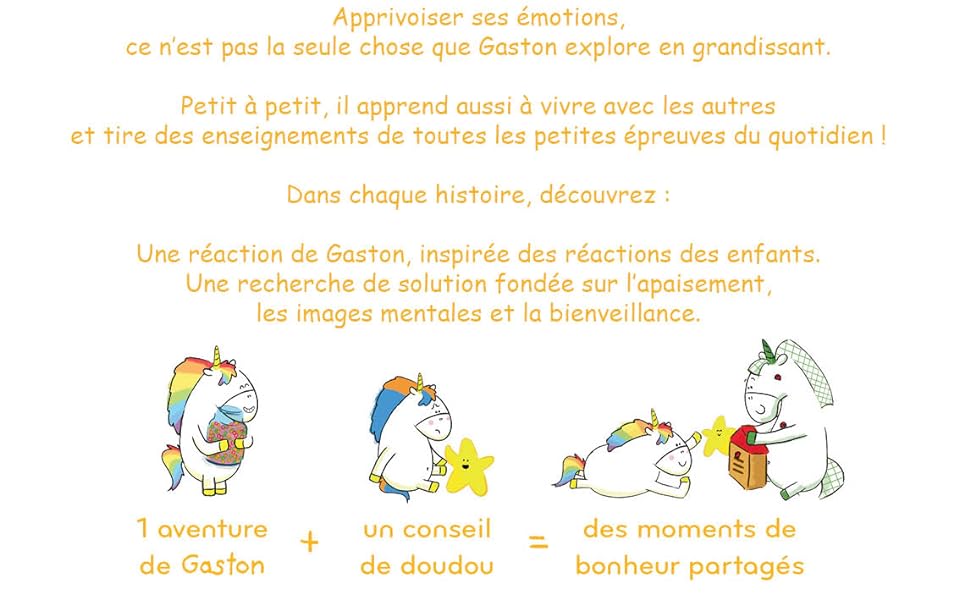 Apprivoiser ses émotions,
ce n’est pas la seule chose que Gaston explore en grandissant.
Petit à petit, il apprend aussi à vivre avec les autres
et tire des enseignements de toutes les petites épreuves du quotidien !
Dans chaque histoire, découvrez :
Une réaction de Gaston, inspirée des réactions des enfants.
Une recherche de solution fondée sur l’apaisement,
les images mentales et la bienveillance.
1 aventure
de Gaston
+
un conseil
de doudou
=
des moments de
bonheur partagés